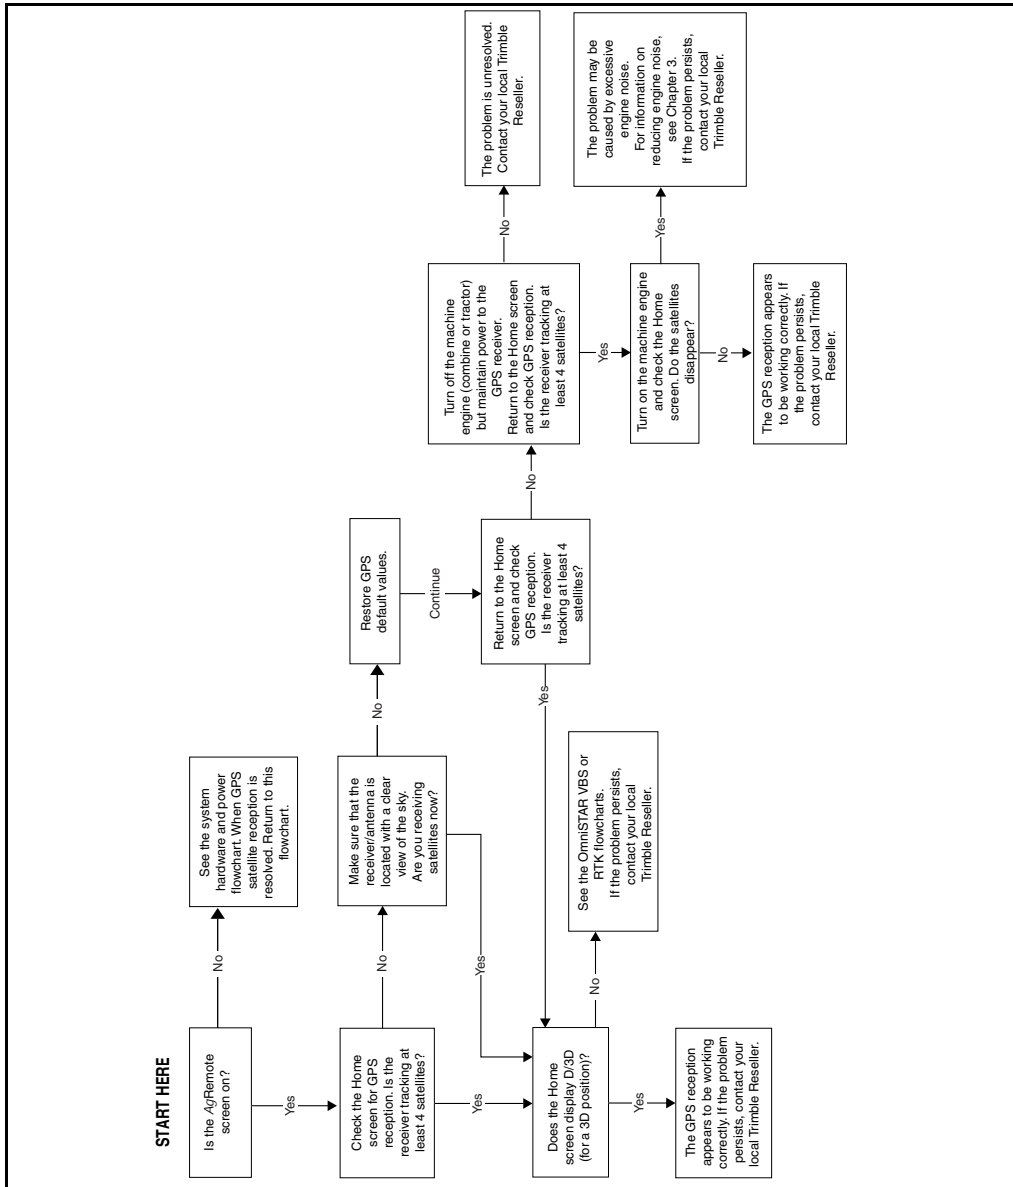 START HERE
Is the AgRemote
screen on?
No
See the system
hardware and power
flowchart. When GPS
satellite reception is
resolved. Return to this
flowchart.
Yes
Check the Home
screen for GPS
reception. Is the
receiver tracking at
least 4 satellites?
No
Make sure that the
receiver/antenna is
located with a clear
view of the sky.
Are you receiving
satellites now?
No
Restore GPS
default values.
Continue
Return to the Home
screen and check
GPS reception.
Is the receiver
tracking at least 4
satellites?
No
Turn off the machine
engine (combine or tractor)
but maintain power to the
GPS receiver.
Return to the Home screen
and check GPS reception.
Is the receiver tracking at
least 4 satellites?
No
The problem is unresolved.
Contact your local Trimble
Reseller.
Yes
Turn on the machine engine
and check the Home
screen. Do the satellites
disappear?
Yes
The problem may be
caused by excessive
engine noise.
For information on
reducing engine noise,
see Chapter 3.
If the problem persists,
contact your local
Trimble Reseller.
No
The GPS reception appears
to be working correctly. If
the problem persists,
contact your local Trimble
Reseller.
Yes
Yes
Yes
Does the Home
screen display D/3D
(for a 3D position)?
No
See the OmniSTAR VBS or
RTK flowcharts.
If the problem persists,
contact your local
Trimble Reseller.
Yes
The GPS reception
appears to be working
correctly. If the problem
persists, contact your
local Trimble Reseller.